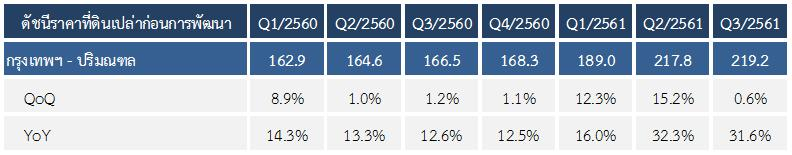 ดัชนีราคาที่ดินเปล่าก่อนการพัฒนา Q1/2560 Q2/2560 Q3/2560 Q4/2560 Q1/2561 Q2/2561 Q3/2561
กรุงเทพฯ - ปริมณฑล 162.9 164.6 166.5 168.3 189.0 217.8 219.2
QoQ 8.9% 1.0% 1.2% 1.1% 12.3% 15.2% 0.6%
YoY 14.3% 13.3% 12.6% 12.5% 16.0% 32.3% 31.6%